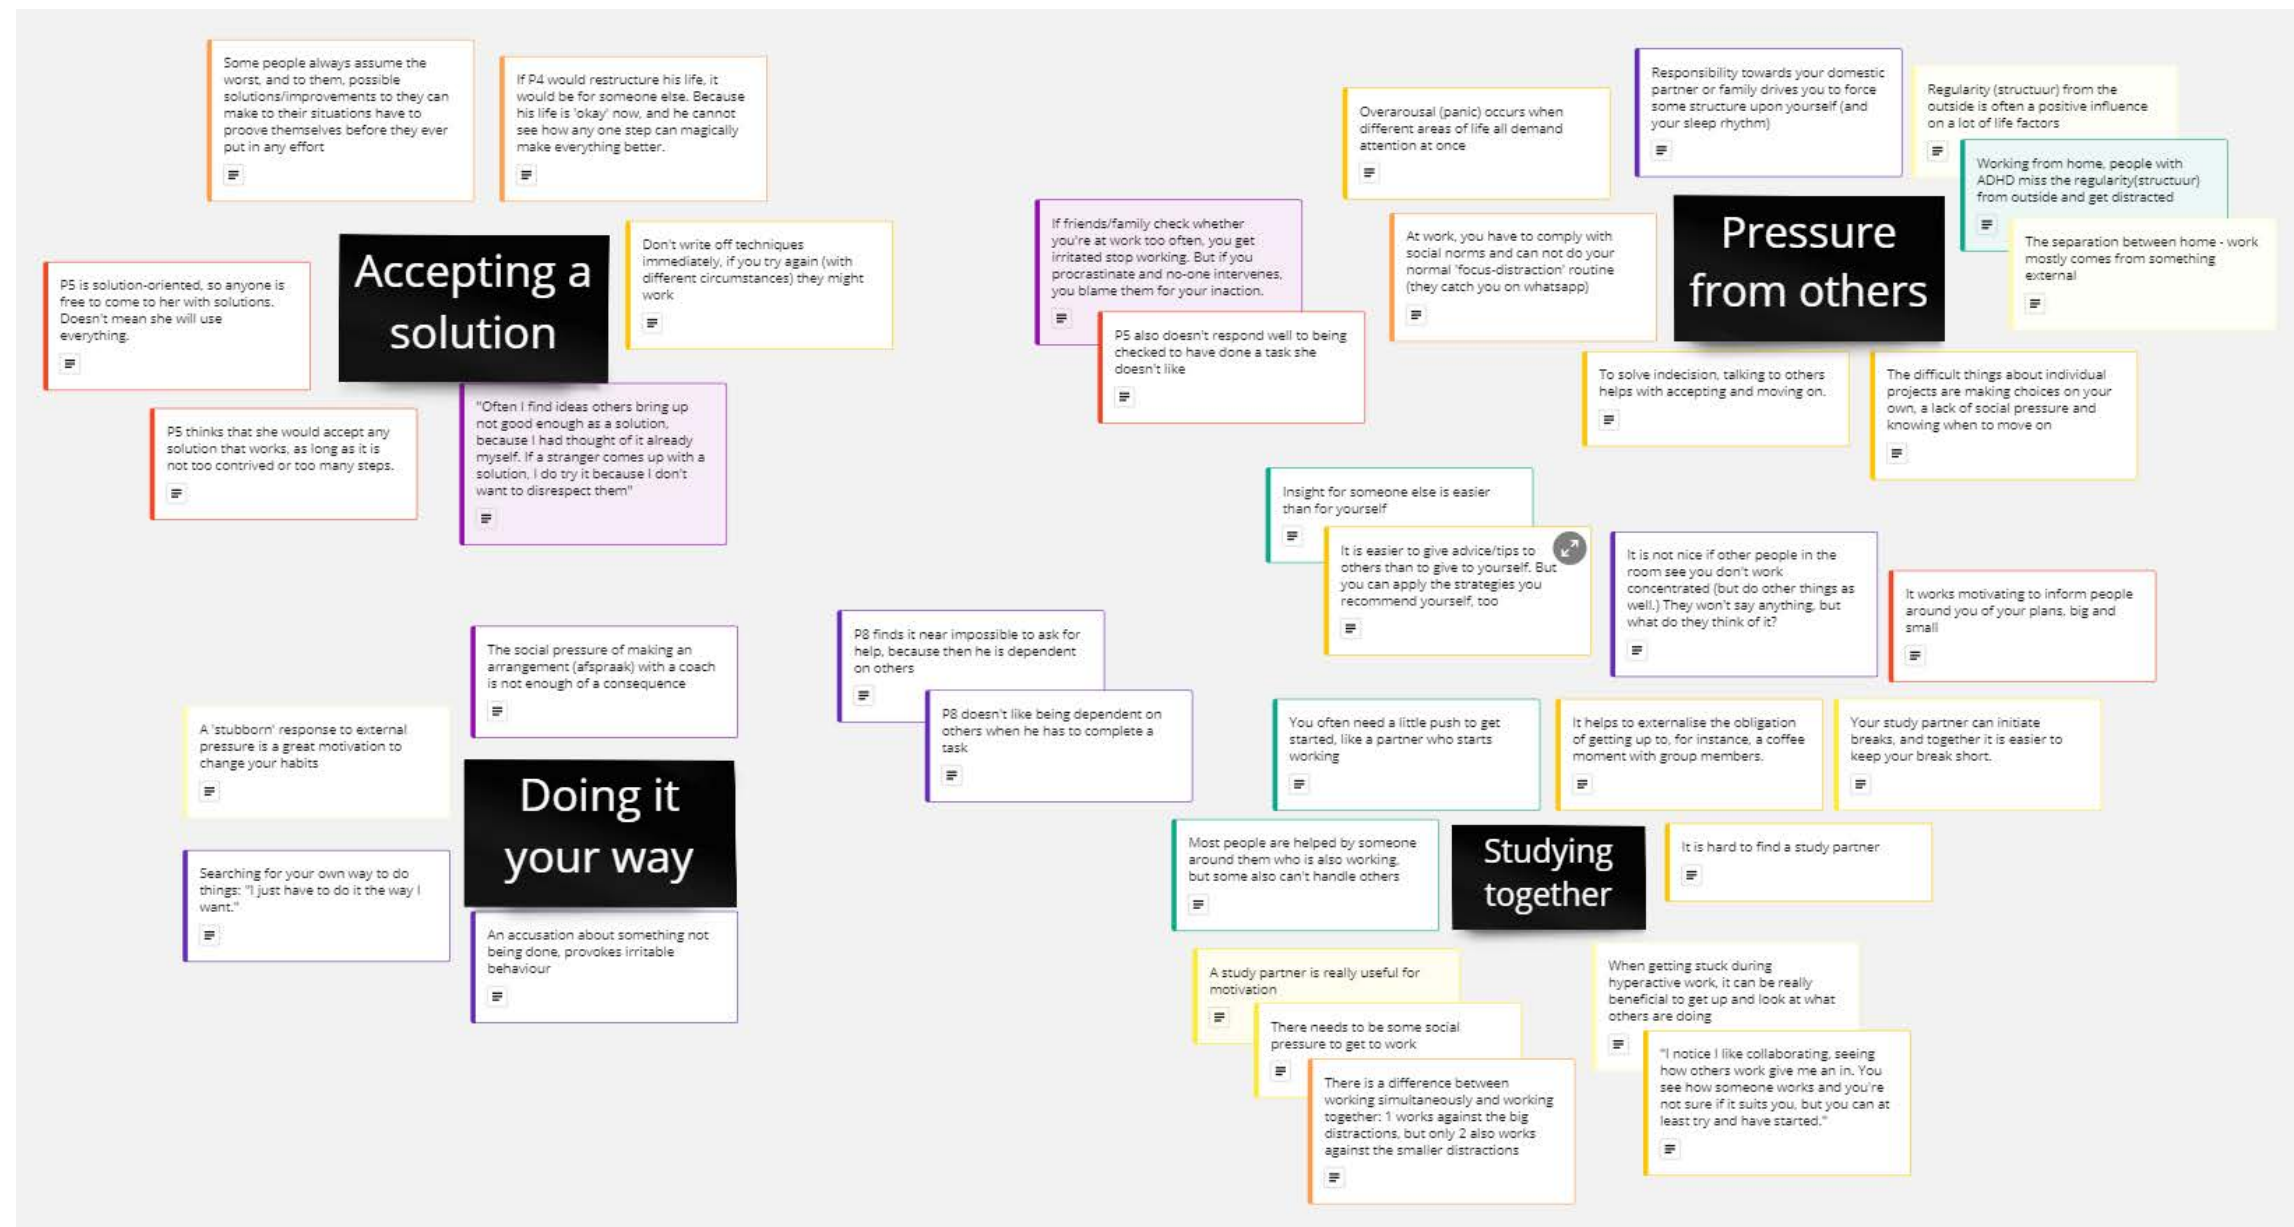 Some people always assume the
worst, and to them, possible
solutions/improvements to they can
make to their situations have to
proove themselves before they ever
put in any effort
If P4 would restructure his life, it
would be for someone else. Because
his life is 'okay' now, and he cannot
see how any one step can magically
make everything better.
Accepting a
solution
Don't write off techniques
immediately, if you try again (with
different circumstances) they might
work
P5 is solution-oriented, so anyone is
free to come to her with solutions.
Doesn't mean she will use
everything.
P5 thinks that she would accept any
solution that works, as long as it is
not too contrived or too many steps.
"Often I find ideas others bring up
not good enough as a solution,
because I had thought of it already
myself. If a stranger comes up with a
solution, I do try it because I don't
want to disrespect them"
Overarousal (panic) occurs when
different areas of life all demand
attention at once
Responsibility towards your domestic
partner or family drives you to force
some structure upon yourself (and
your sleep rhythm)
Regularity (structuur) from the
outside is often a positive influence
on a lot of life factors
Working from home, people with
ADHD miss the regularity(structuur)
from outside and get distracted
The separation between home - work
mostly comes from something
external
Pressure
from others
If friends/family check whether
you're at work too often, you get
irritated stop working. But if you
procrastinate and no-one intervenes,
you blame them for your inaction.
P5 also doesn't respond well to being
checked to have done a task she
doesn't like
At work, you have to comply with
social norms and can not do your
normal 'focus-distraction' routine
(they catch you on whatsapp)
To solve indecision, talking to others
helps with accepting and moving on.
The difficult things about individual
projects are making choices on your
own, a lack of social pressure and
knowing when to move on
Insight for someone else is easier
than for yourself
It is easier to give advice/tips to
others than to give to yourself. But
you can apply the strategies you
recommend yourself, too
It is not nice if other people in the
room see you don't work
concentrated (but do other things as
well.) They won't say anything, but
what do they think of it?
It works motivating to inform people
around you of your plans, big and
small
The social pressure of making an
arrangement (afspraak) with a coach
is not enough of a consequence
A 'stubborn' response to external
pressure is a great motivation to
change your habits
Doing it
your way
Searching for your own way to do
things: "I just have to do it the way I
want."
An accusation about something not
being done, provokes irritable
behaviour
P8 finds it near impossible to ask for
help, because then he is dependent
on others
P8 doesn't like being dependent on
others when he has to complete a
task
You often need a little push to get
started, like a partner who starts
working
It helps to externalise the obligation
of getting up to, for instance, a coffee
moment with group members.
Your study partner can initiate
breaks, and together it is easier to
keep your break short.
Most people are helped by someone
around them who is also working,
but some also can't handle others
Studying
together
It is hard to find a study partner
A study partner is really useful for
motivation
There needs to be some social
pressure to get to work
There is a difference between
working simultaneously and working
together: 1 works against the big
distractions, but only 2 also works
against the smaller distractions
When getting stuck during
hyperactive work, it can be really
beneficial to get up and look at what
others are doing
"I notice I like collaborating, seeing
how others work give me an in. You
see how someone works and you're
not sure if it suits you, but you can at
least try and have started."